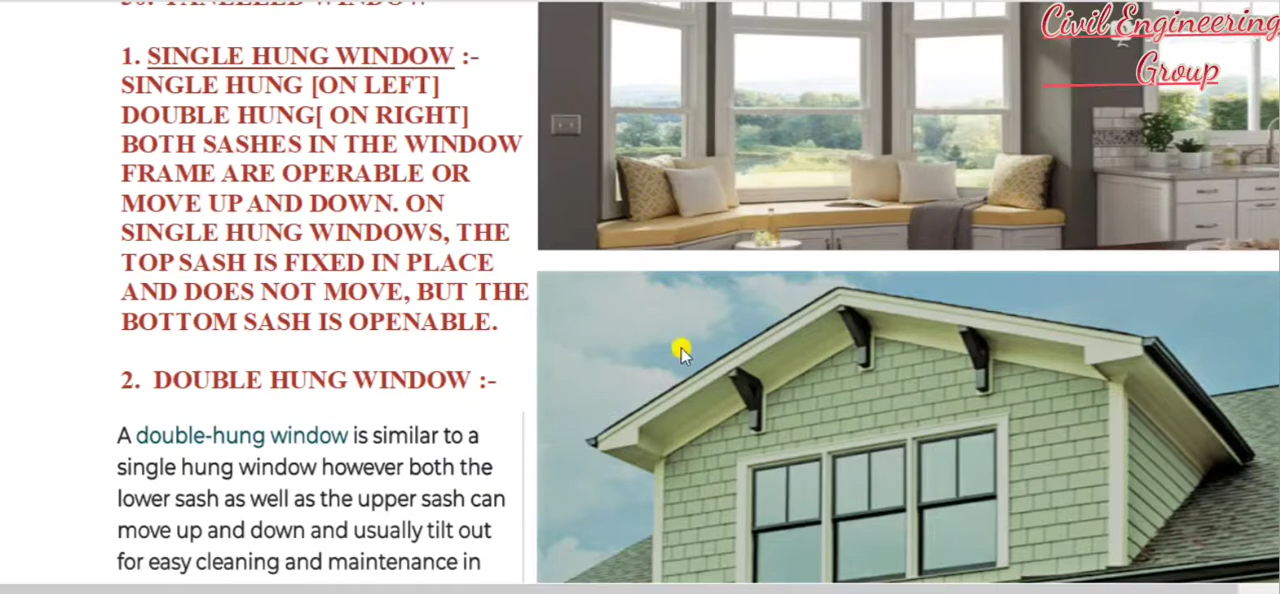 1. SINGLE HUNG WINDOW :-
SINGLE HUNG [ON LEFT]
DOUBLE HUNG[ ON RIGHT]
BOTH SASHES IN THE WINDOW
FRAME ARE OPERABLE OR
MOVE UP AND DOWN. ON
SINGLE HUNG WINDOWS, THE
TOP SASH IS FIXED IN PLACE
AND DOES NOT MOVE, BUT THE
BOTTOM SASH IS OPENABLE.
2. DOUBLE HUNG WINDOW :-
A double-hung window is similar to a
single hung window however both the
lower sash as well as the upper sash can
move up and down and usually tilt out
for easy cleaning and maintenance in
Civil Engineering
Group